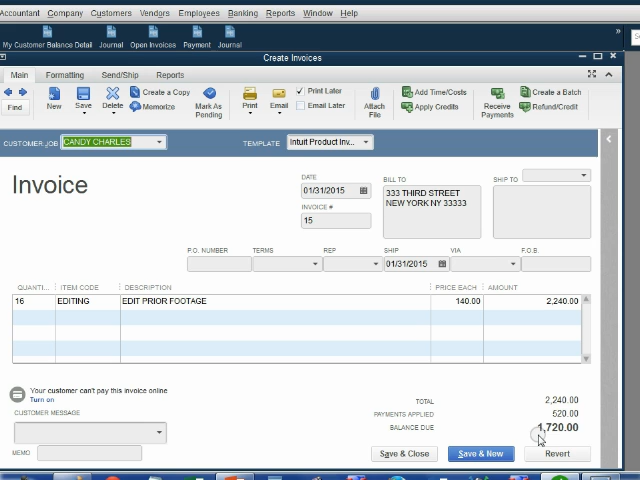 Accountant Company Customers Vendors Employees Banking Reports Window Help
My Customer Balance Detail Journal Open Invoices Payment Journal
Create Invoices
Main Formatting Send/Ship Reports
Find New Save Delete Create a Copy Memorize Mark As Pending Print Email Print Later Email Later Attach File Add Time/Costs Apply Credits Receive Payments Create a Batch Refund/Credit
CUSTOMER:JOB CANDY CHARLES TEMPLATE Intuit Product Inv...
Invoice
DATE
01/31/2015
INVOICE #
15
BILL TO
333 THIRD STREET
NEW YORK NY 33333
SHIP TO
P.O. NUMBER TERMS REP SHIP VIA F.O.B.
01/31/2015
QUANTI... ITEM CODE DESCRIPTION PRICE EACH AMOUNT
16 EDITING EDIT PRIOR FOOTAGE 140.00 2,240.00
Your customer can't pay this invoice online
Turn on
CUSTOMER MESSAGE
MEMO
TOTAL 2,240.00
PAYMENTS APPLIED 520.00
BALANCE DUE 1,720.00
Save & Close Save & New Revert